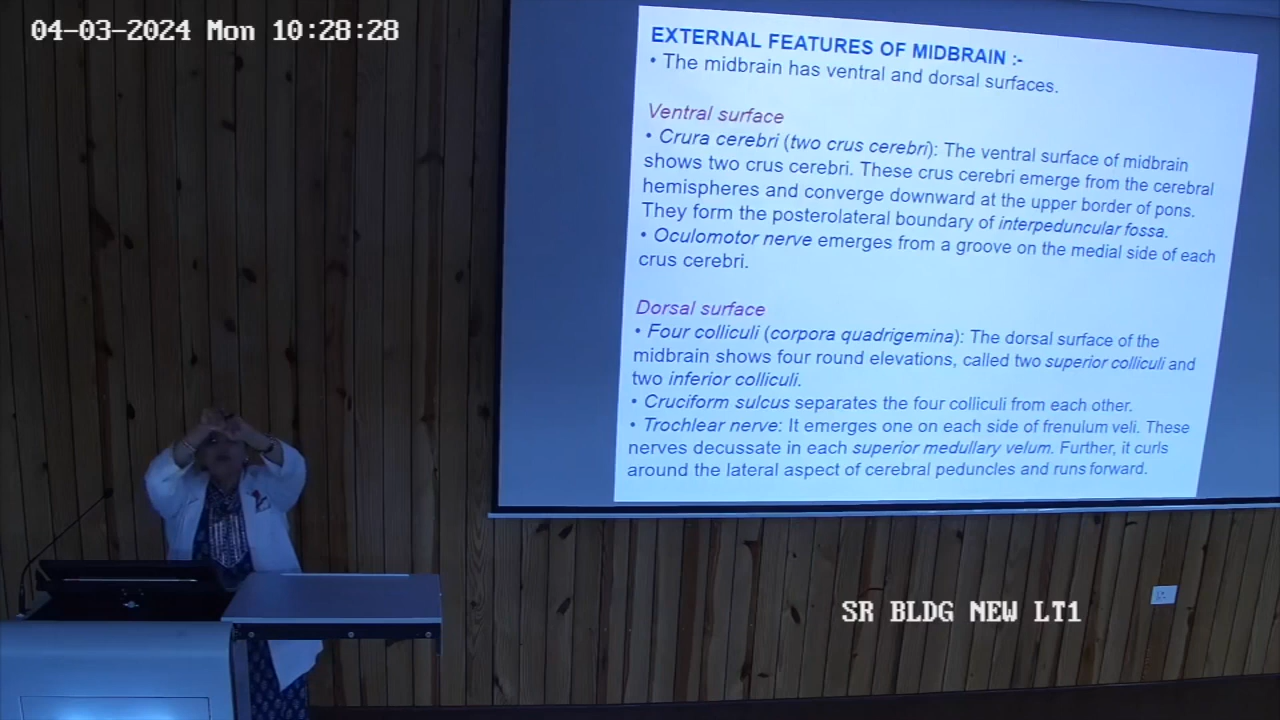 04-03-2024 Mon 10:28:28
EXTERNAL FEATURES OF MIDBRAIN :-
• The midbrain has ventral and dorsal surfaces.
Ventral surface
• Crura cerebri (two crus cerebri): The ventral surface of midbrain
shows two crus cerebri. These crus cerebri emerge from the cerebral
hemispheres and converge downward at the upper border of pons.
They form the posterolateral boundary of interpeduncular fossa.
• Oculomotor nerve emerges from a groove on the medial side of each
crus cerebri.
Dorsal surface
• Four colliculi (corpora quadrigemina): The dorsal surface of the
midbrain shows four round elevations, called two superior colliculi and
two inferior colliculi.
• Cruciform sulcus separates the four colliculi from each other.
• Trochlear nerve: It emerges one on each side of frenulum veli. These
nerves decussate in each superior medullary velum. Further, it curls
around the lateral aspect of cerebral peduncles and runs forward.
SR BLDG NEW LT1